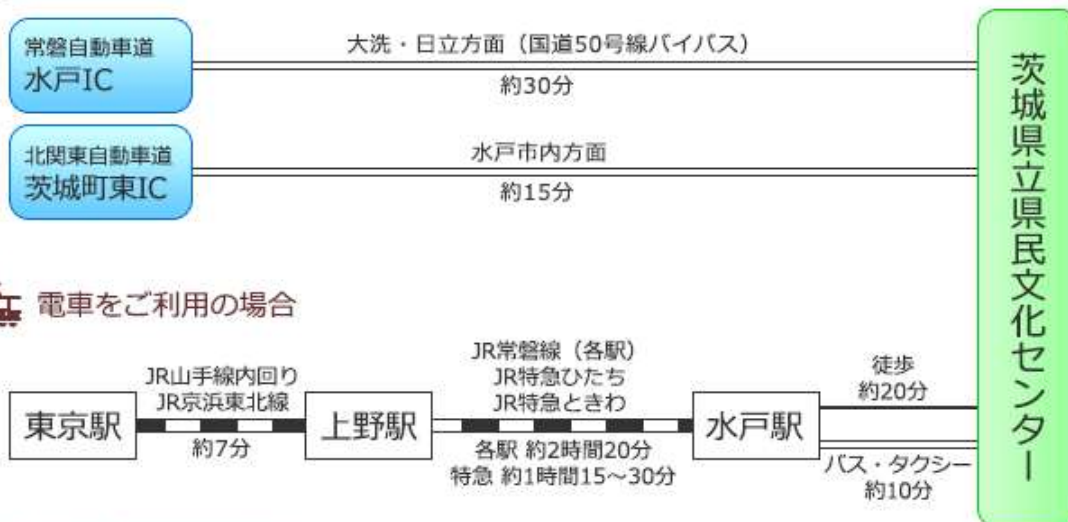 常磐自動車道
水戸IC
大洗・日立方面（国道50号線バイパス）
約30分
北関東自動車道
茨城町東IC
水戸市内方面
約15分
茨城県立県民文化センター
電車をご利用の場合
東京駅
JR山手線内回り
JR京浜東北線
約7分
上野駅
JR常磐線（各駅）
JR特急ひたち
JR特急ときわ
各駅 約2時間20分
特急 約1時間15～30分
水戸駅
徒歩
約20分
バス・タクシー
約10分